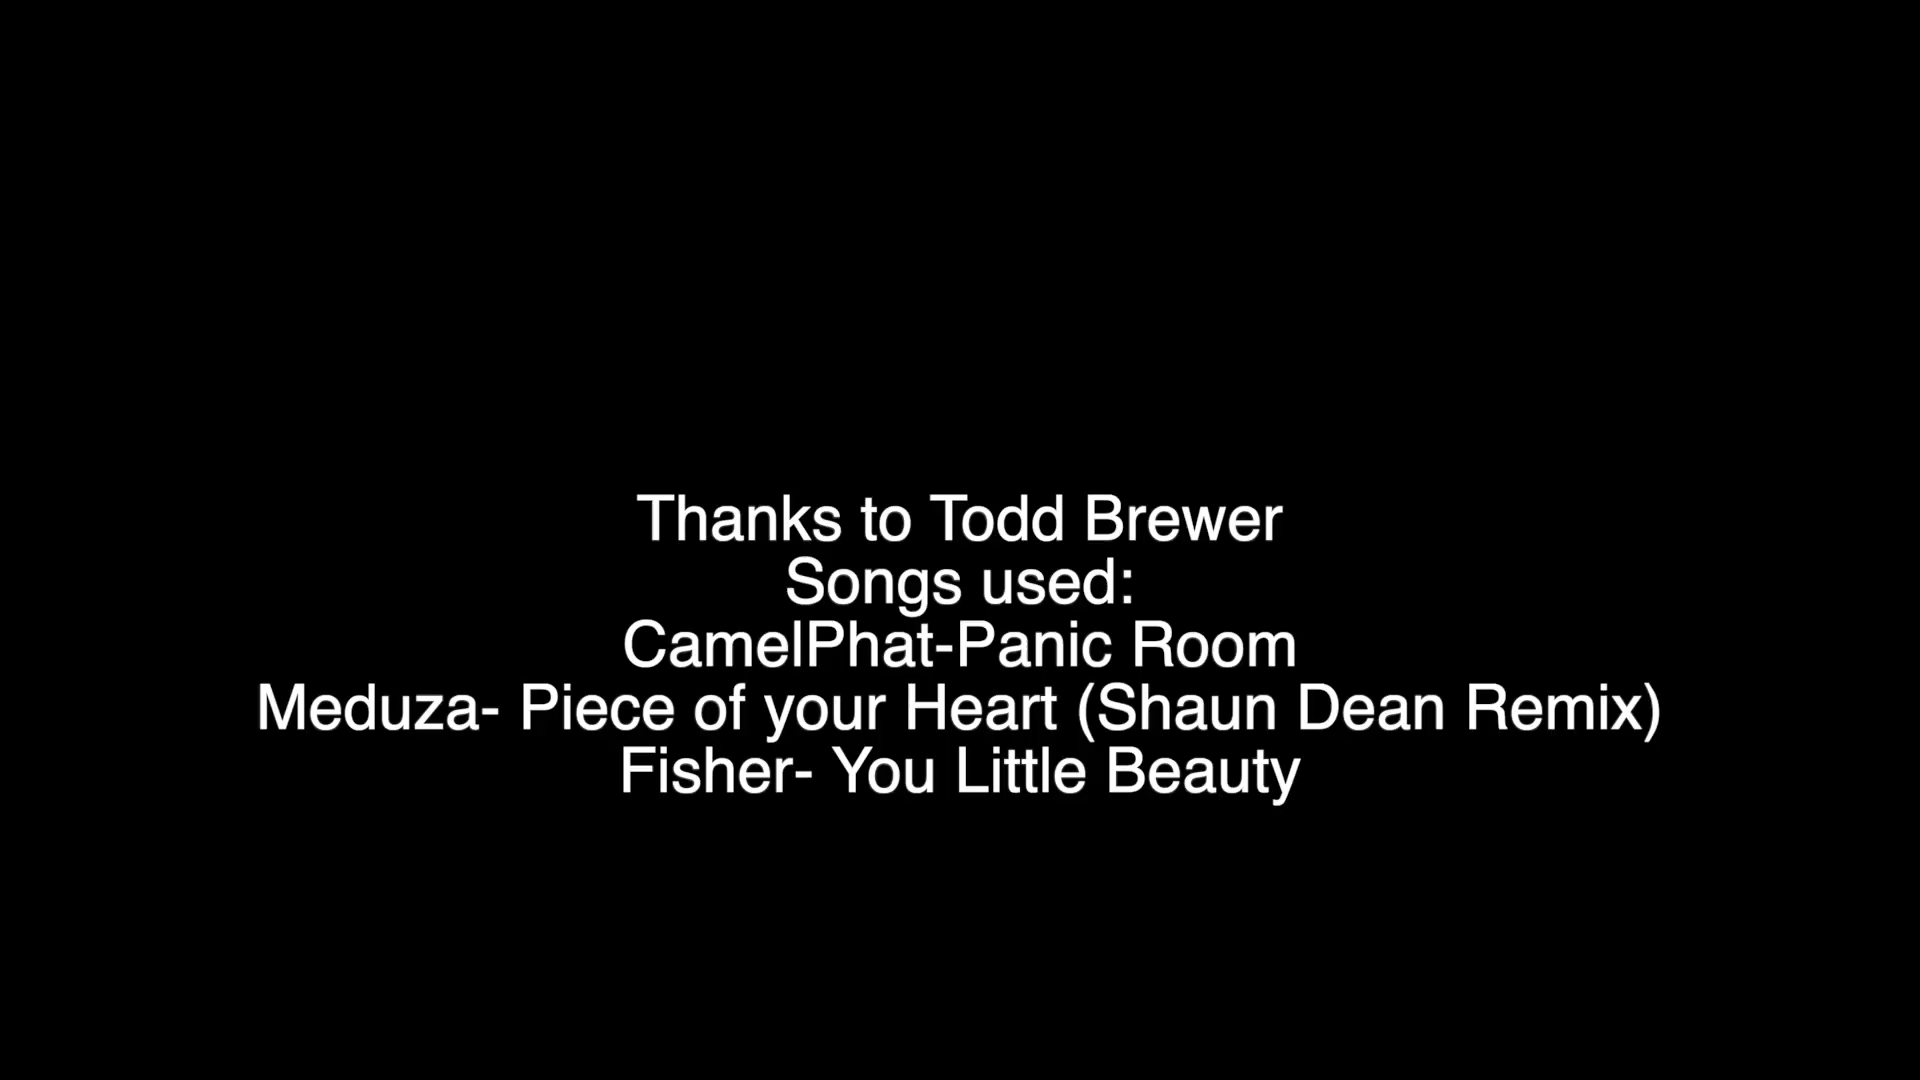 Thanks to Todd Brewer
Songs used:
CamelPhat-Panic Room
Meduza- Piece of your Heart (Shaun Dean Remix)
Fisher- You Little Beauty